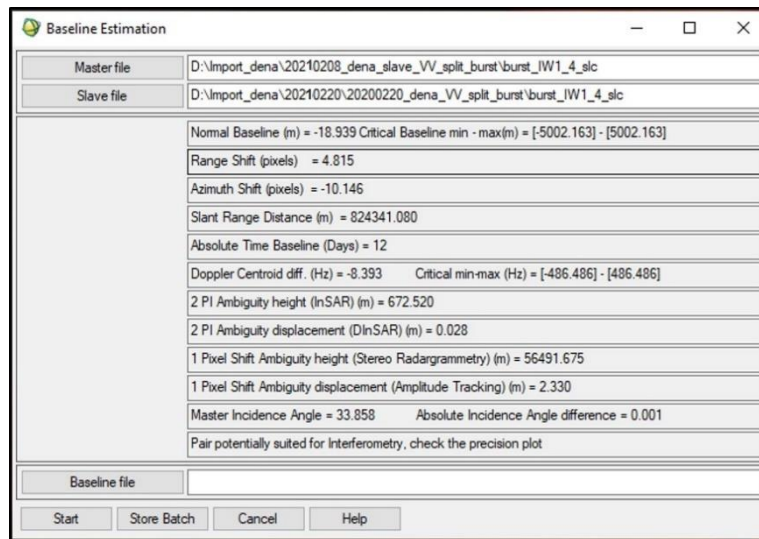 Baseline Estimation
Master file D:\Import_dena\20210208_dena_slave_VV_split_burst\burst_IW1_4_slc
Slave file D:\Import_dena\20210220\20200220_dena_VV_split_burst\burst_IW1_4_slc
Normal Baseline (m) = -18.939 Critical Baseline min - max(m) = [-5002.163] - [5002.163]
Range Shift (pixels) = 4.815
Azimuth Shift (pixels) = -10.146
Slant Range Distance (m) = 824341.080
Absolute Time Baseline (Days) = 12
Doppler Centroid diff. (Hz) = -8.393 Critical min-max (Hz) = [-486.486] - [486.486]
2 PI Ambiguity height (InSAR) (m) = 672.520
2 PI Ambiguity displacement (DInSAR) (m) = 0.028
1 Pixel Shift Ambiguity height (Stereo Radargrammetry) (m) = 56491.675
1 Pixel Shift Ambiguity displacement (Amplitude Tracking) (m) = 2.330
Master Incidence Angle = 33.858 Absolute Incidence Angle difference = 0.001
Pair potentially suited for Interferometry, check the precision plot
Baseline file
Start Store Batch Cancel Help